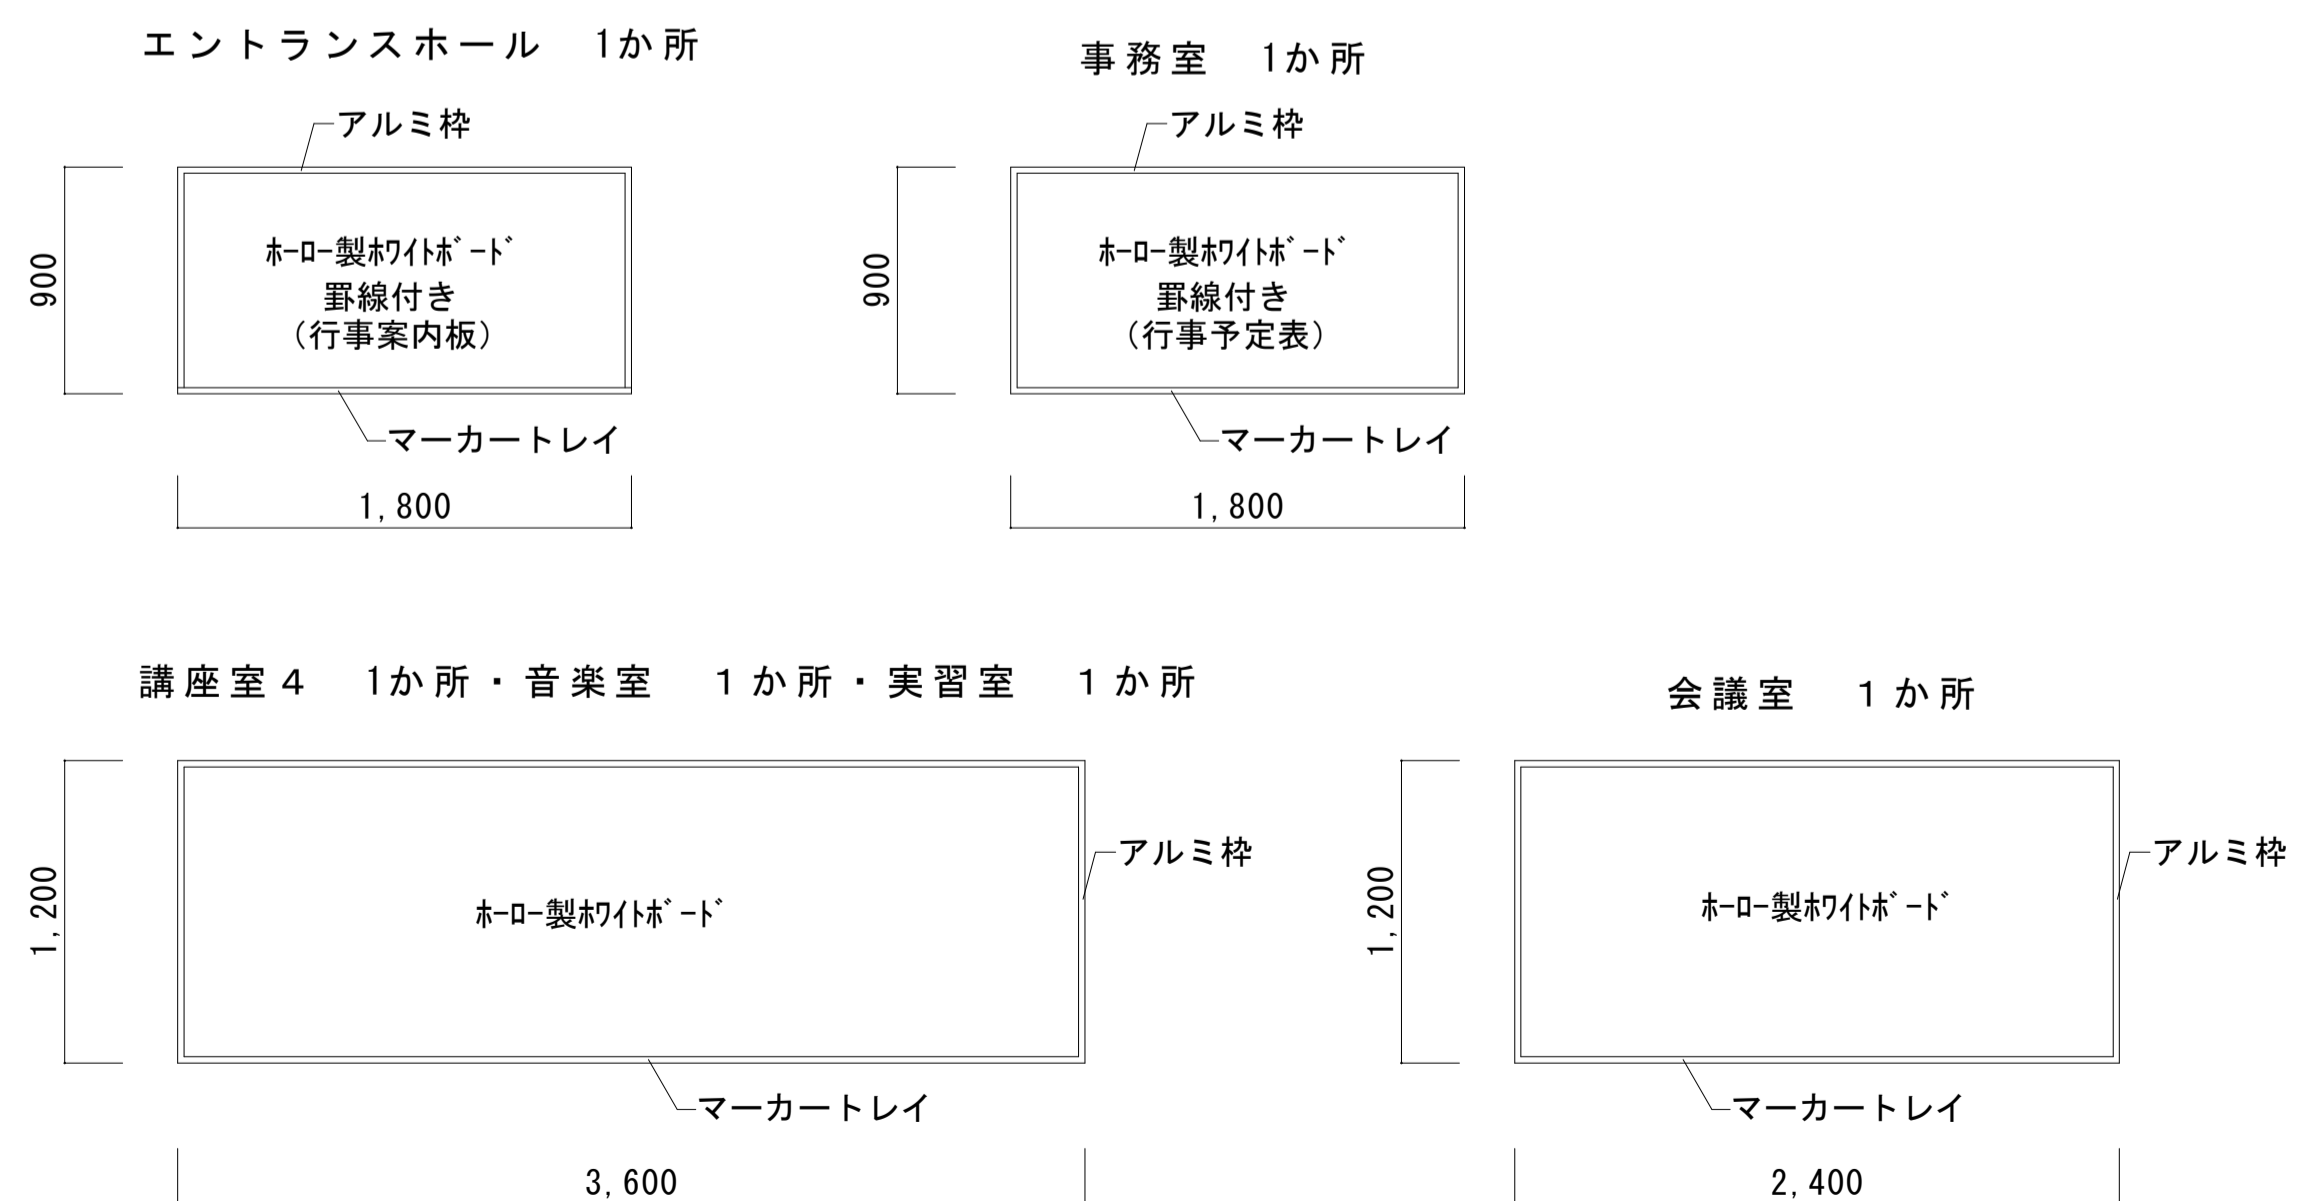 エントランスホール　1か所
アルミ枠
900
ﾎｰﾛｰ製ﾎﾜｲﾄﾎﾞｰﾄﾞ
罫線付き
（行事案内板）
マーカートレイ
1,800
事務室　1か所
アルミ枠
900
ﾎｰﾛｰ製ﾎﾜｲﾄﾎﾞｰﾄﾞ
罫線付き
（行事予定表）
マーカートレイ
1,800
講座室４　1か所・音楽室　１か所・実習室　１か所
アルミ枠
1,200
ﾎｰﾛｰ製ﾎﾜｲﾄﾎﾞｰﾄﾞ
マーカートレイ
3,600
会議室　１か所
アルミ枠
1,200
ﾎｰﾛｰ製ﾎﾜｲﾄﾎﾞｰﾄﾞ
マーカートレイ
2,400